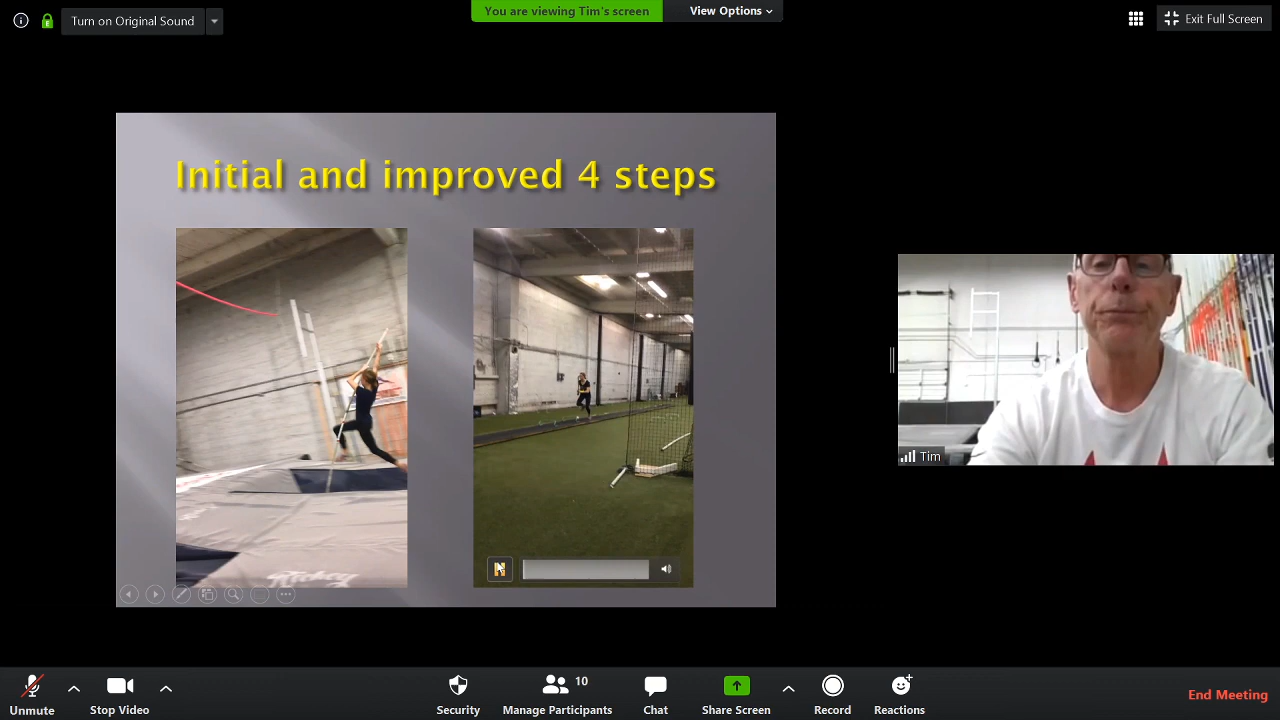 Turn on Original Sound
You are viewing Tim's screen
View Options
Exit Full Screen
Initial and improved 4 steps
Tim
Unmute
Stop Video
Security
Manage Participants
10
Chat
Share Screen
Record
Reactions
End Meeting